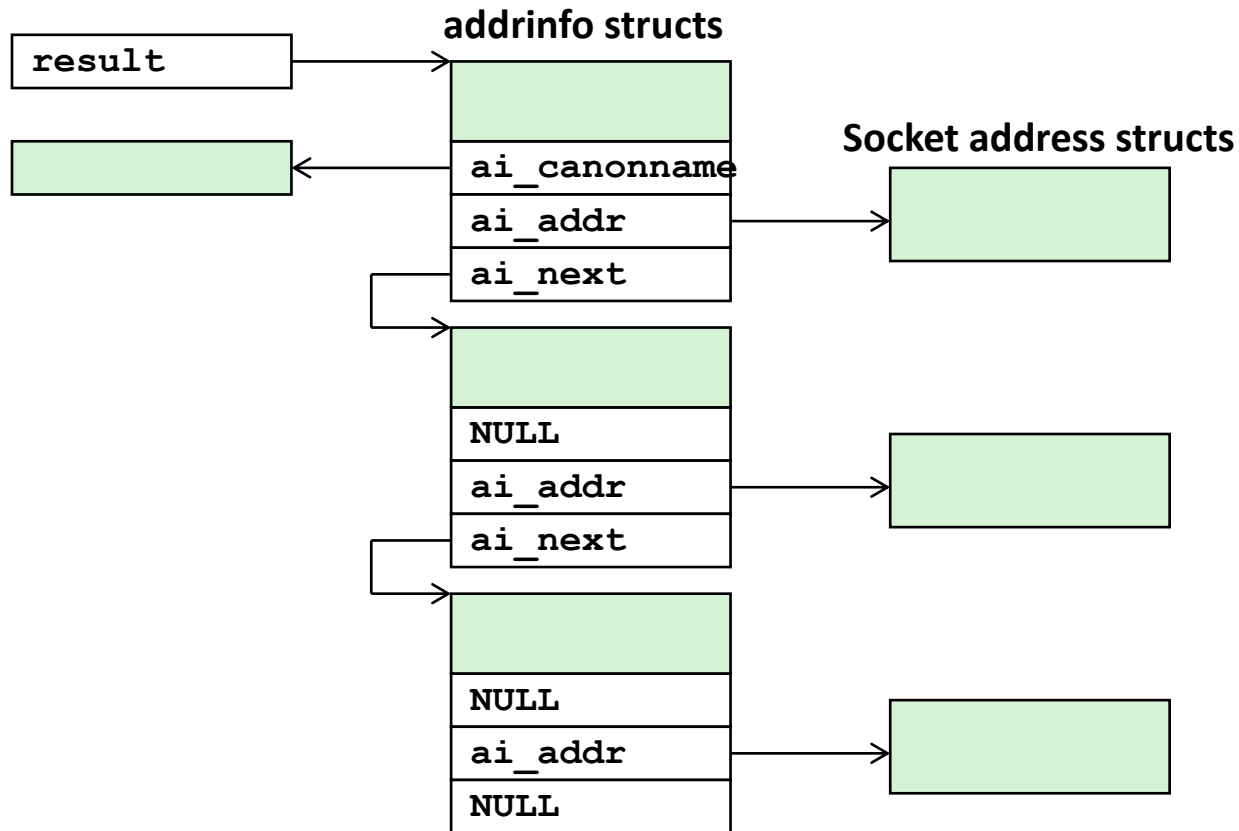 addrinfo structs
result
Socket address structs
ai_canonname
ai_addr
ai_next
NULL
ai_addr
ai_next
NULL
ai_addr
NULL